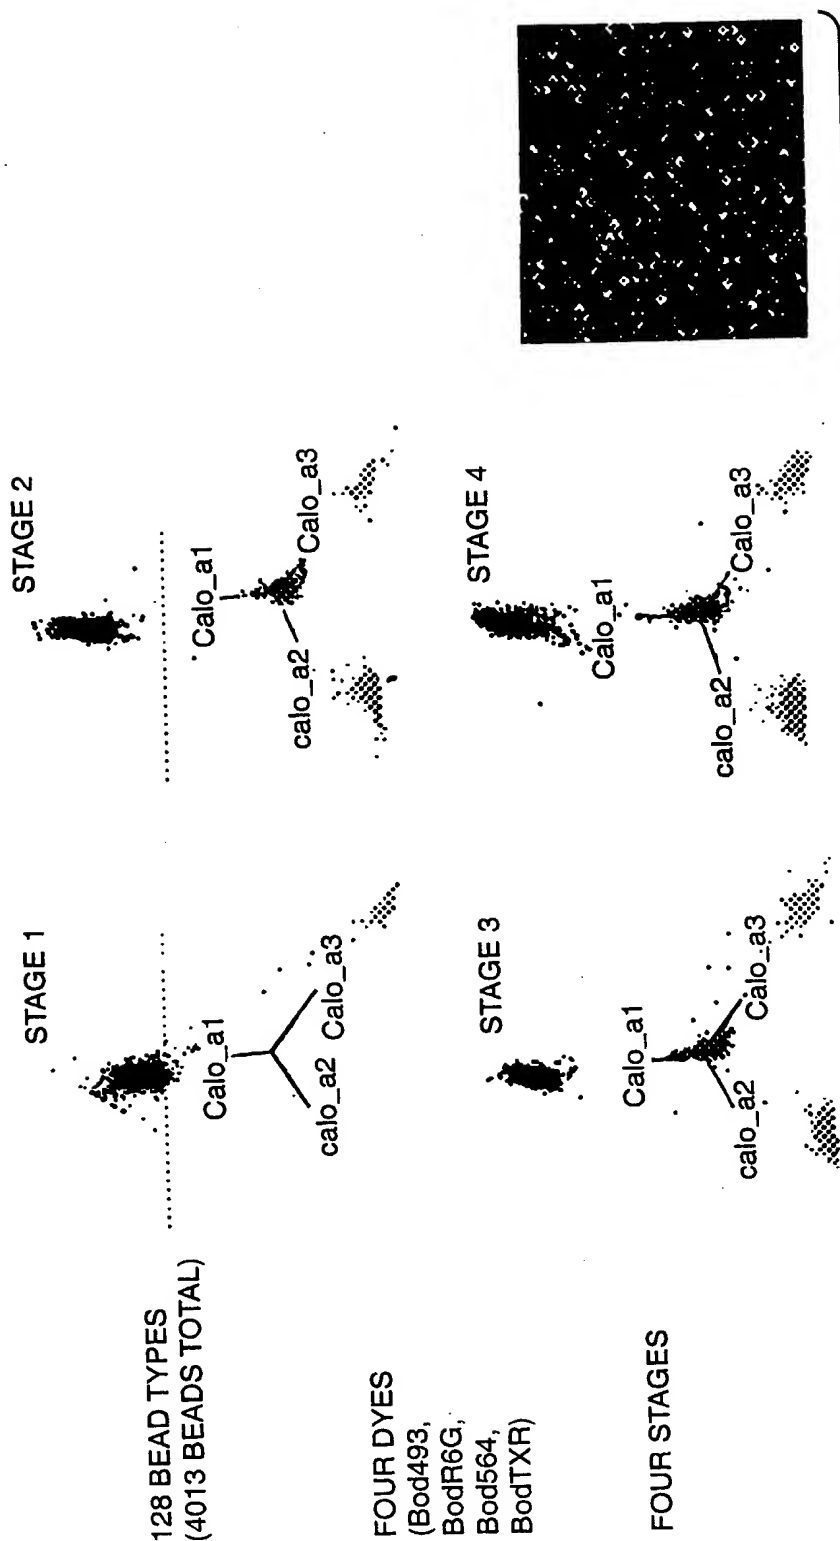 128 BEAD TYPES
(4013 BEADS TOTAL)
FOUR DYES
(Bod493,
BodR6G,
Bod564,
BodTXR)
FOUR STAGES
STAGE 1
Calo_a1
calo_a2
Calo_a3
STAGE 2
Calo_a1
calo_a2
Calo_a3
STAGE 3
Calo_a1
calo_a2
Calo_a3
STAGE 4
Calo_a1
calo_a2
Calo_a3